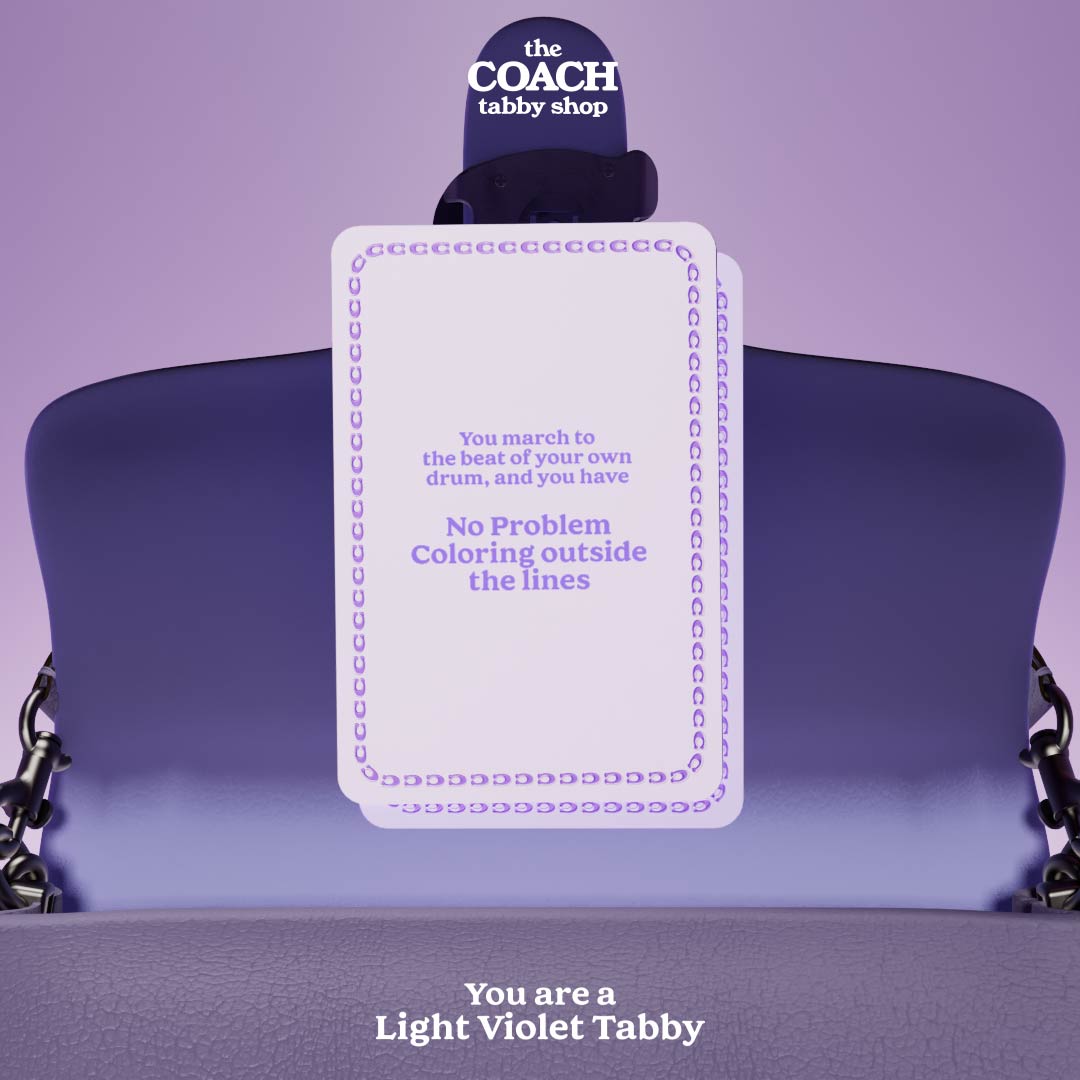 the
COACH
tabby shop
You march to
the beat of your own
drum, and you have
No Problem
Coloring outside
the lines
You are a
Light Violet Tabby